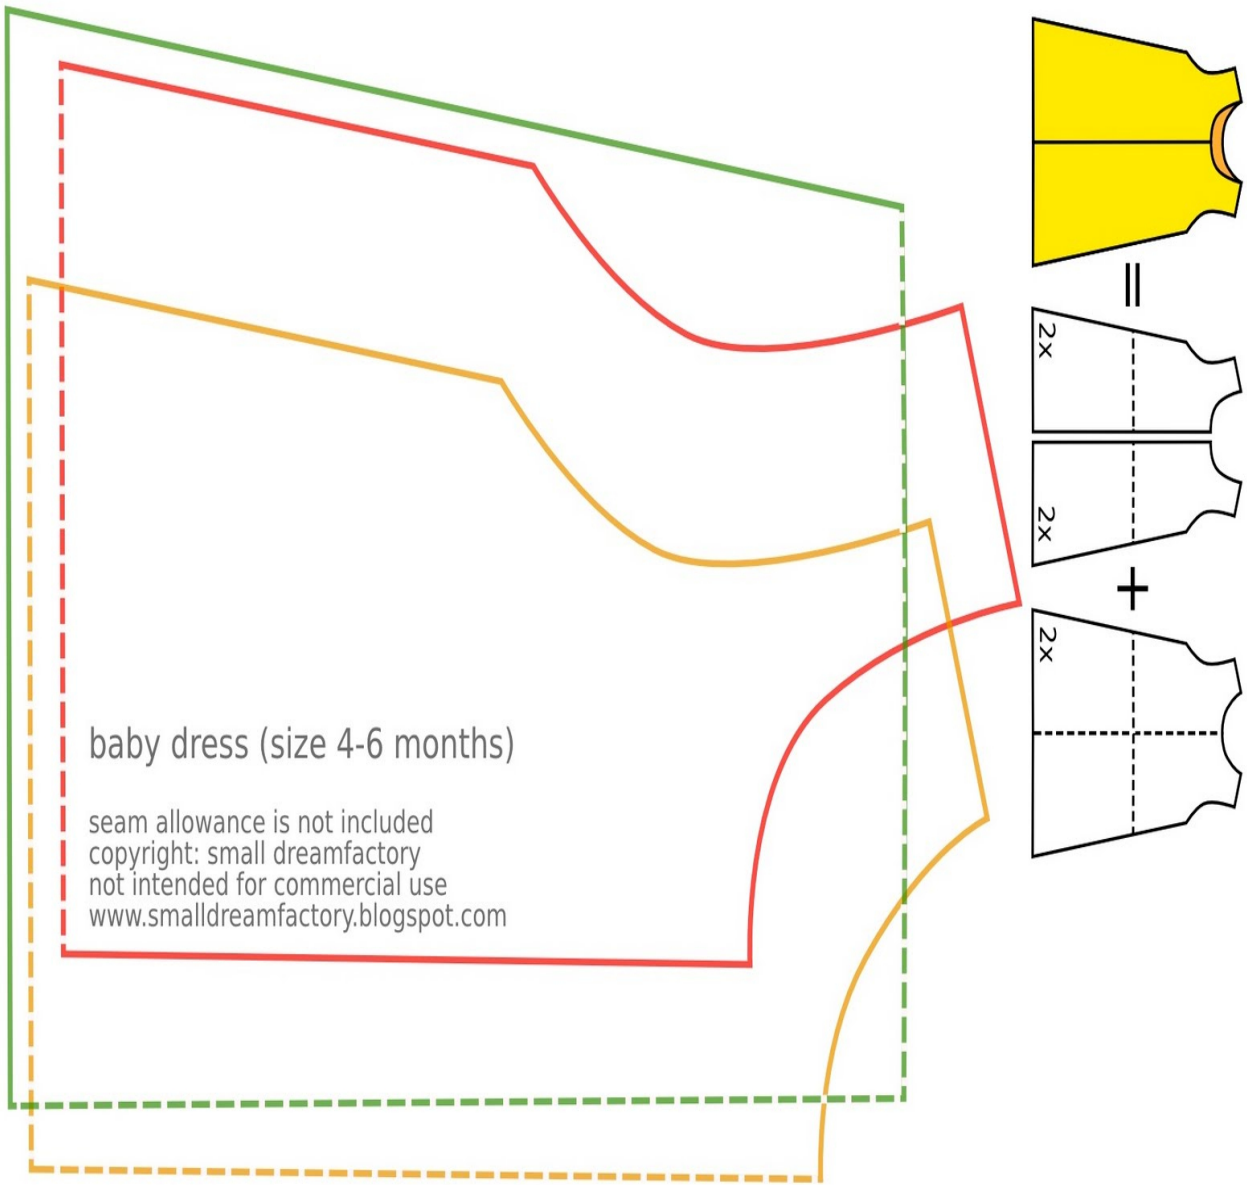 baby dress (size 4-6 months)
seam allowance is not included
copyright: small dreamfactory
not intended for commercial use
www.smalldreamfactory.blogspot.com
=
2x
2x
+
2x